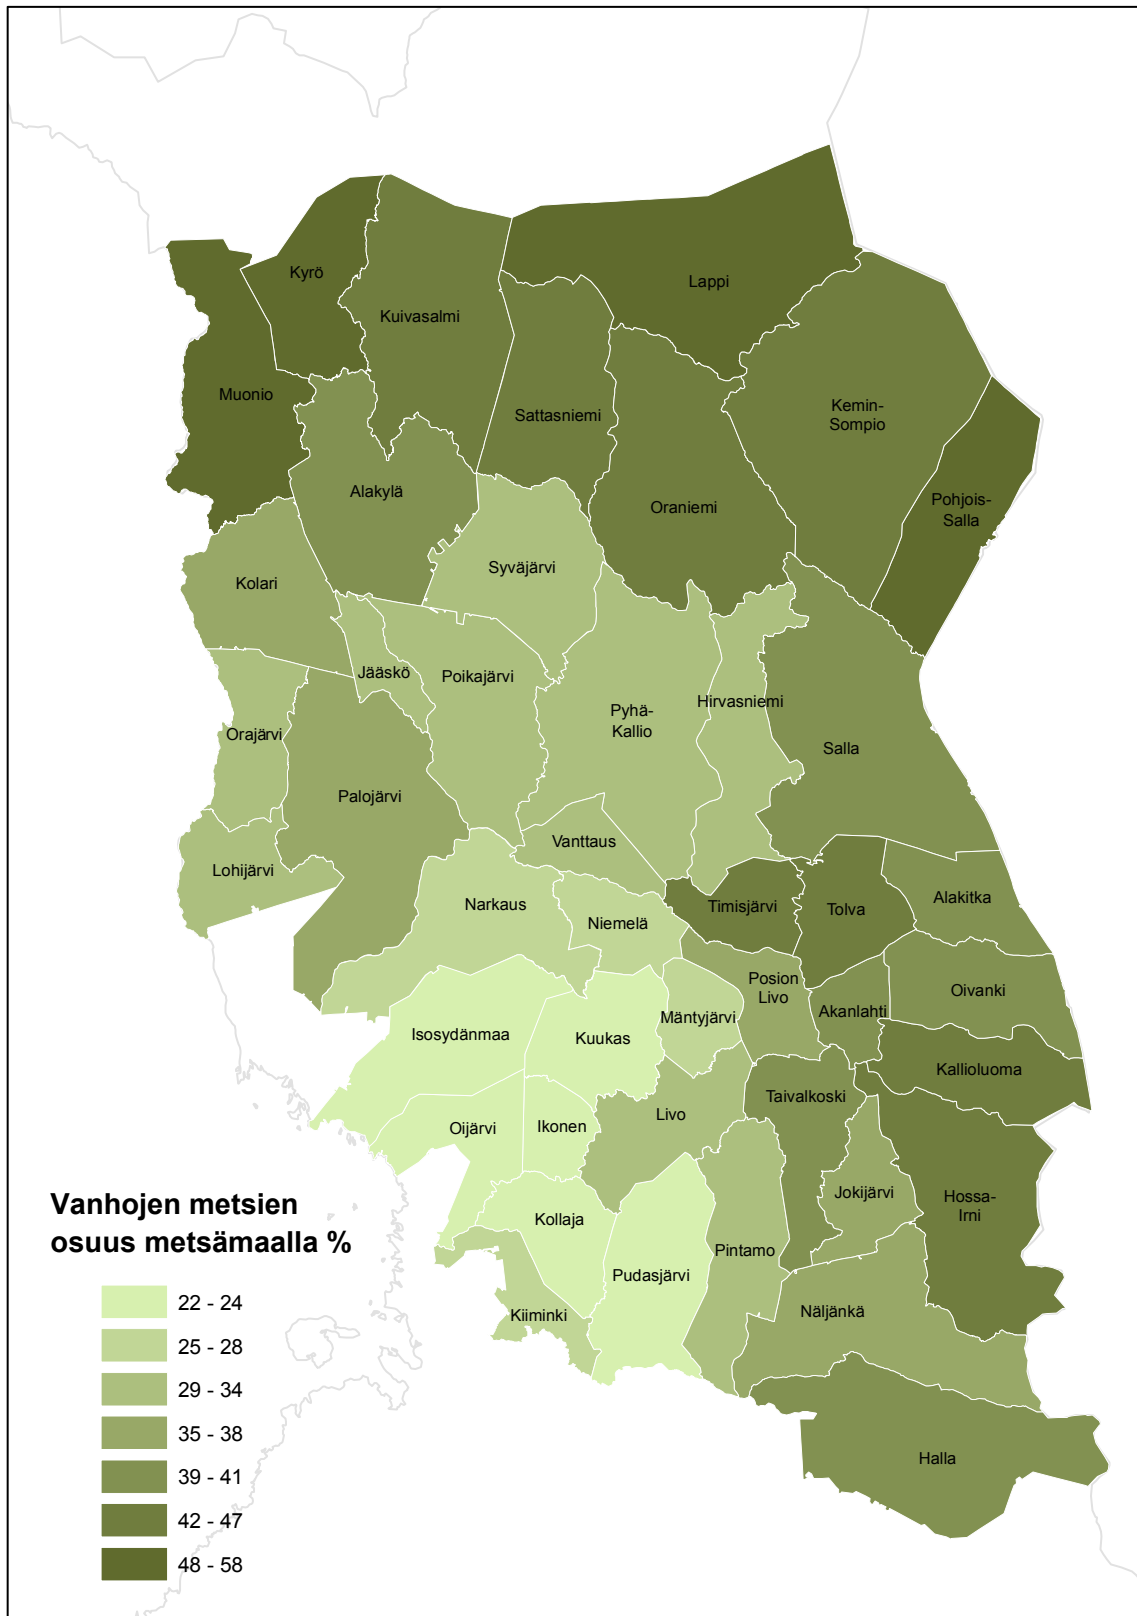 Kyrö
Lappi
Kuivasalmi
Muonio
Sattasniemi
Kemin-
Sompio
Alakylä
Oraniemi
Pohjois-
Salla
Syväjärvi
Kolari
Jääskö
Poikajärvi
Hirvasniemi
Pyhä-
Kallio
Orajärvi
Salla
Palojärvi
Vanttaus
Lohijärvi
Narkaus
Niemelä
Timisjärvi
Tolva
Alakitka
Posion
Livo
Oivanki
Akanlahti
Mäntyjärvi
Isosydänmaa
Kuukas
Kallioluoma
Taivalkoski
Livo
Oijärvi
Ikonen
Jokijärvi
Hossa-
Irni
Kollaja
Pintamo
Pudasjärvi
Kiiminki
Näljänkä
Halla
Vanhojen metsien
osuus metsämaalla %
22 - 24
25 - 28
29 - 34
35 - 38
39 - 41
42 - 47
48 - 58